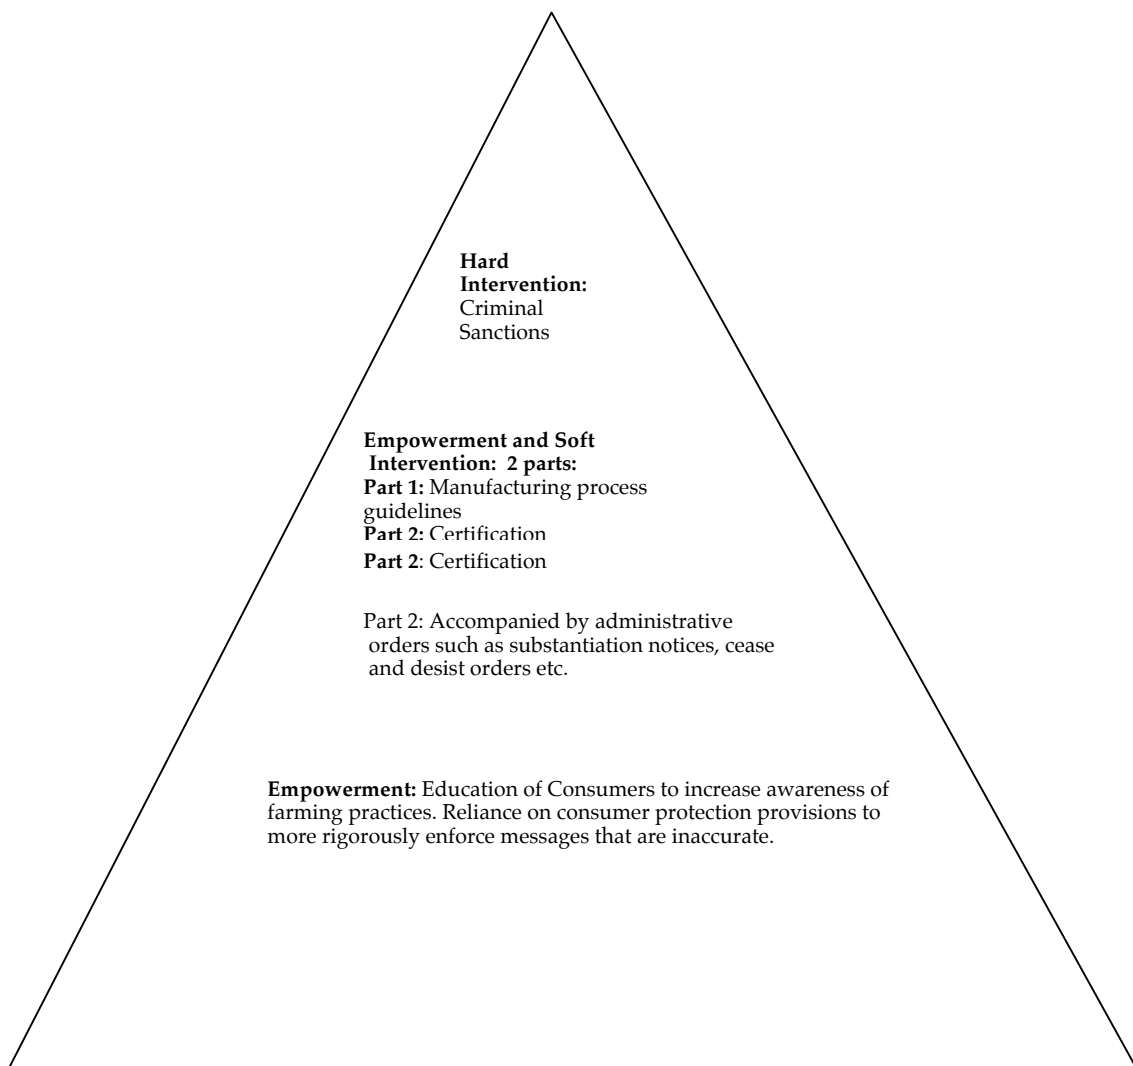 Hard
Intervention:
Criminal
Sanctions
Empowerment and Soft
Intervention: 2 parts:
Part 1: Manufacturing process
guidelines
Part 2: Certification
Part 2: Certification
Part 2: Accompanied by administrative
orders such as substantiation notices, cease
and desist orders etc.
Empowerment: Education of Consumers to increase awareness of
farming practices. Reliance on consumer protection provisions to
more rigorously enforce messages that are inaccurate.